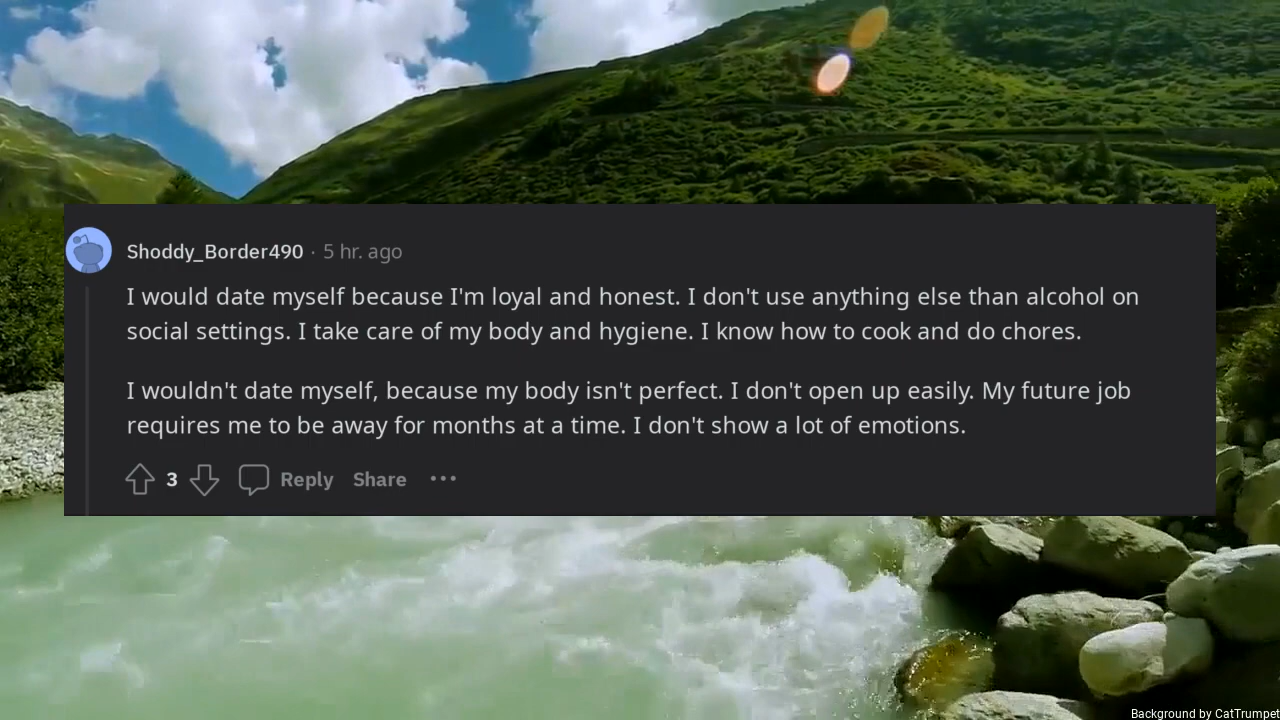 Shoddy_Border490 · 5 hr. ago
I would date myself because I'm loyal and honest. I don't use anything else than alcohol on
social settings. I take care of my body and hygiene. I know how to cook and do chores.
I wouldn't date myself, because my body isn't perfect. I don't open up easily. My future job
requires me to be away for months at a time. I don't show a lot of emotions.
3 Reply Share ···
Background by CatTrumpet